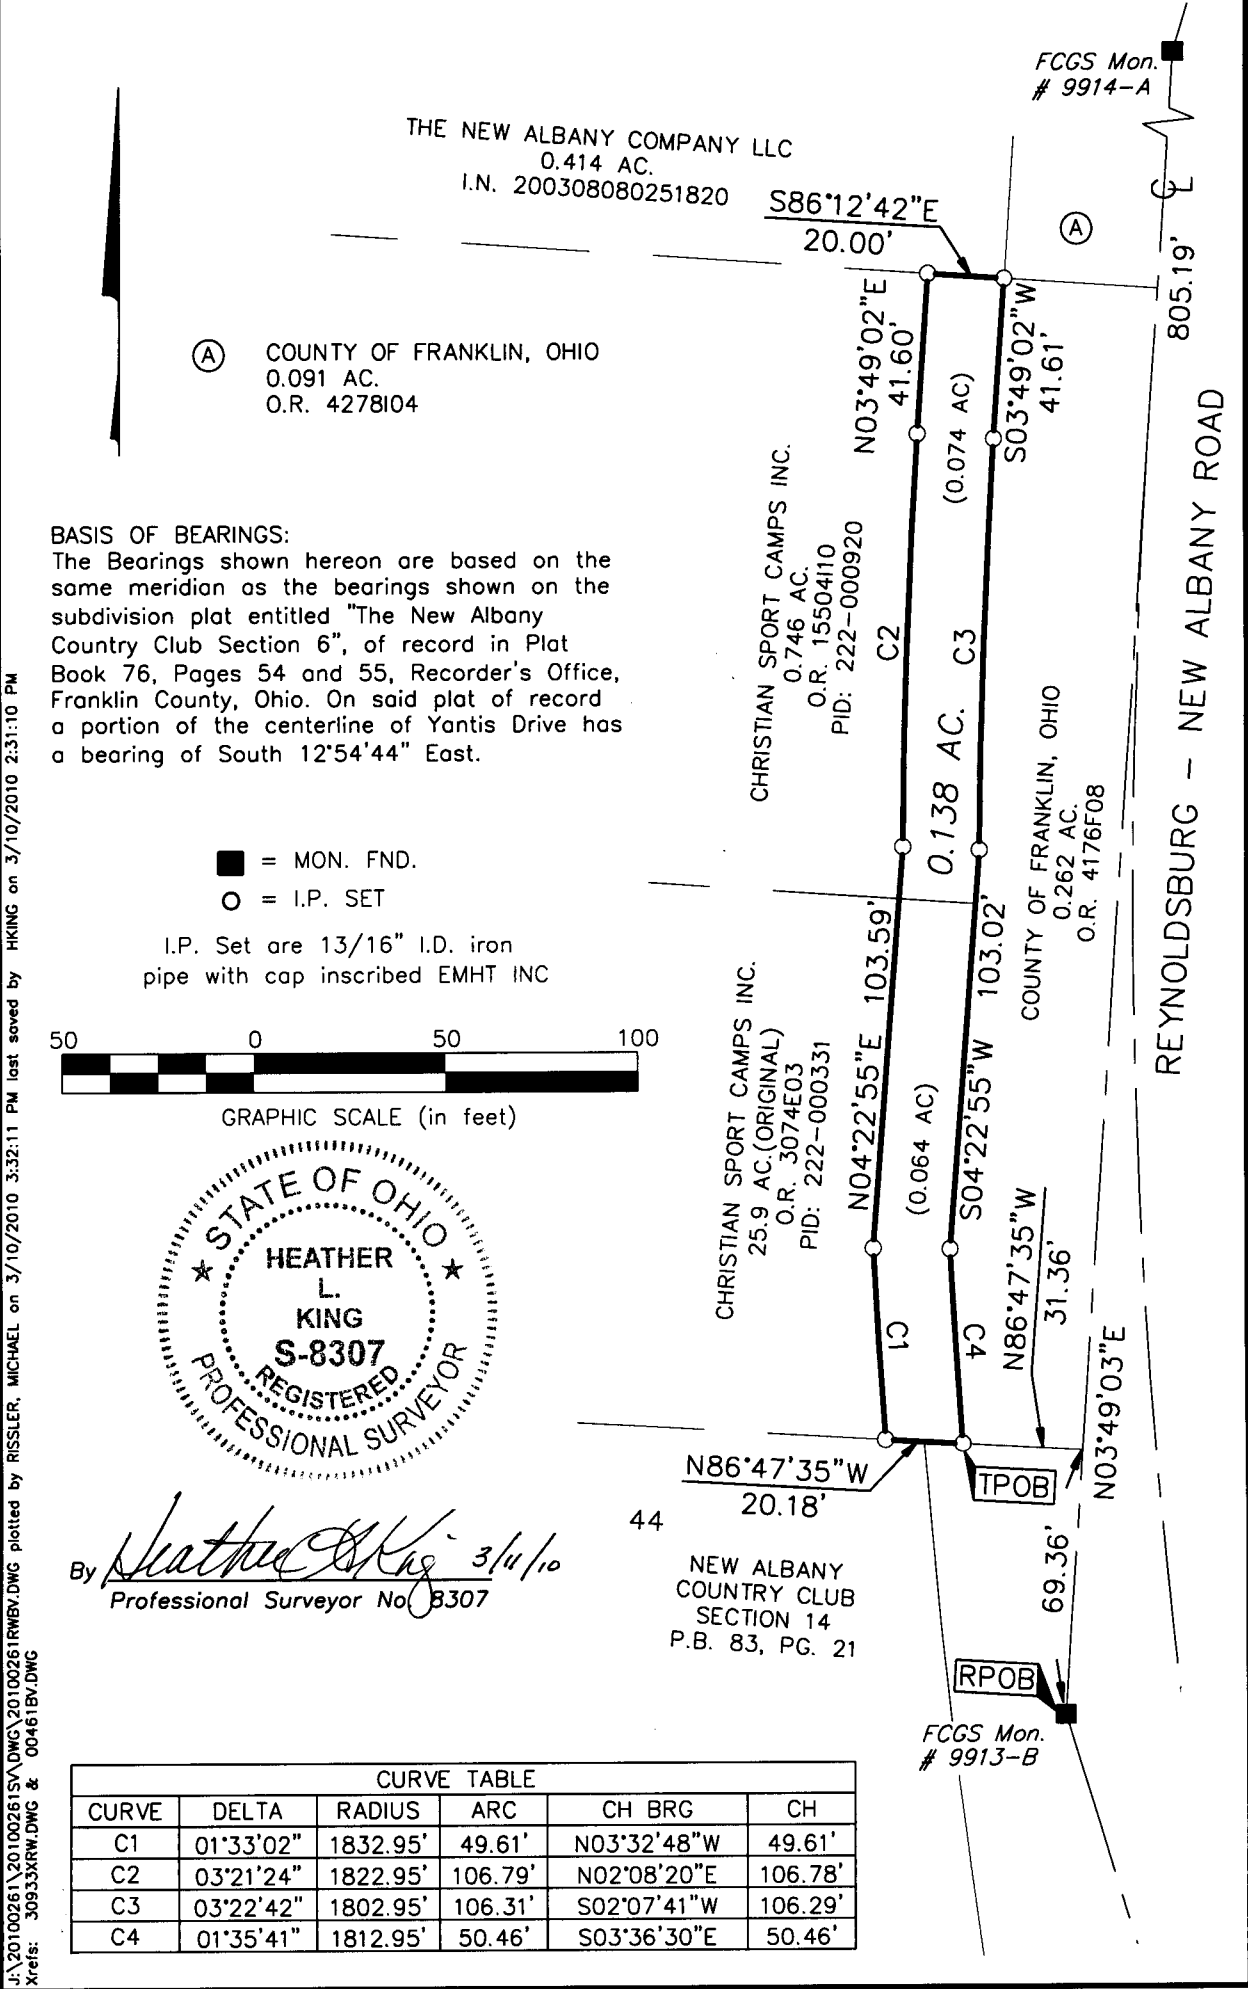 FCGS Mon.
# 9914-A
THE NEW ALBANY COMPANY LLC
0.414 AC.
I.N. 200308080251820
S86°12'42"E
20.00'
A
℄
805.19'
A
COUNTY OF FRANKLIN, OHIO
0.091 AC.
O.R. 4278I04
N03°49'02"E
41.60'
(0.074 AC)
S03°49'02"W
41.61'
BASIS OF BEARINGS:
The Bearings shown hereon are based on the
same meridian as the bearings shown on the
subdivision plat entitled "The New Albany
Country Club Section 6", of record in Plat
Book 76, Pages 54 and 55, Recorder's Office,
Franklin County, Ohio. On said plat of record
a portion of the centerline of Yantis Drive has
a bearing of South 12°54'44" East.
CHRISTIAN SPORT CAMPS INC.
0.746 AC.
O.R. 15504I10
PID: 222-000920
C2
C3
0.138 AC.
COUNTY OF FRANKLIN, OHIO
0.262 AC.
O.R. 4176F08
REYNOLDSBURG - NEW ALBANY ROAD
= MON. FND.
= I.P. SET
I.P. Set are 13/16" I.D. iron
pipe with cap inscribed EMHT INC
50 0 50 100
GRAPHIC SCALE (in feet)
CHRISTIAN SPORT CAMPS INC.
25.9 AC.(ORIGINAL)
O.R. 3074E03
PID: 222-000331
N04°22'55"E 103.59'
(0.064 AC)
S04°22'55"W 103.02'
C1
C4
N86°47'35"W
31.36'
N03°49'03"E
69.36'
STATE OF OHIO
HEATHER
L.
KING
S-8307
REGISTERED
PROFESSIONAL SURVEYOR
N86°47'35"W
20.18'
TPOB
44
NEW ALBANY
COUNTRY CLUB
SECTION 14
P.B. 83, PG. 21
RPOB
FCGS Mon.
# 9913-B
By Heather L King 3/11/10
Professional Surveyor No. 8307
CURVE TABLE
CURVE DELTA RADIUS ARC CH BRG CH
C1 01°33'02" 1832.95' 49.61' N03°32'48"W 49.61'
C2 03°21'24" 1822.95' 106.79' N02°08'20"E 106.78'
C3 03°22'42" 1802.95' 106.31' S02°07'41"W 106.29'
C4 01°35'41" 1812.95' 50.46' S03°36'30"E 50.46'
J:\20100261\20100261SV\DWG\20100261RWBV.DWG plotted by RISSLER, MICHAEL on 3/10/2010 3:32:11 PM last saved by HKING on 3/10/2010 2:31:10 PM
Xrefs: 30933XRW.DWG & 00461BV.DWG